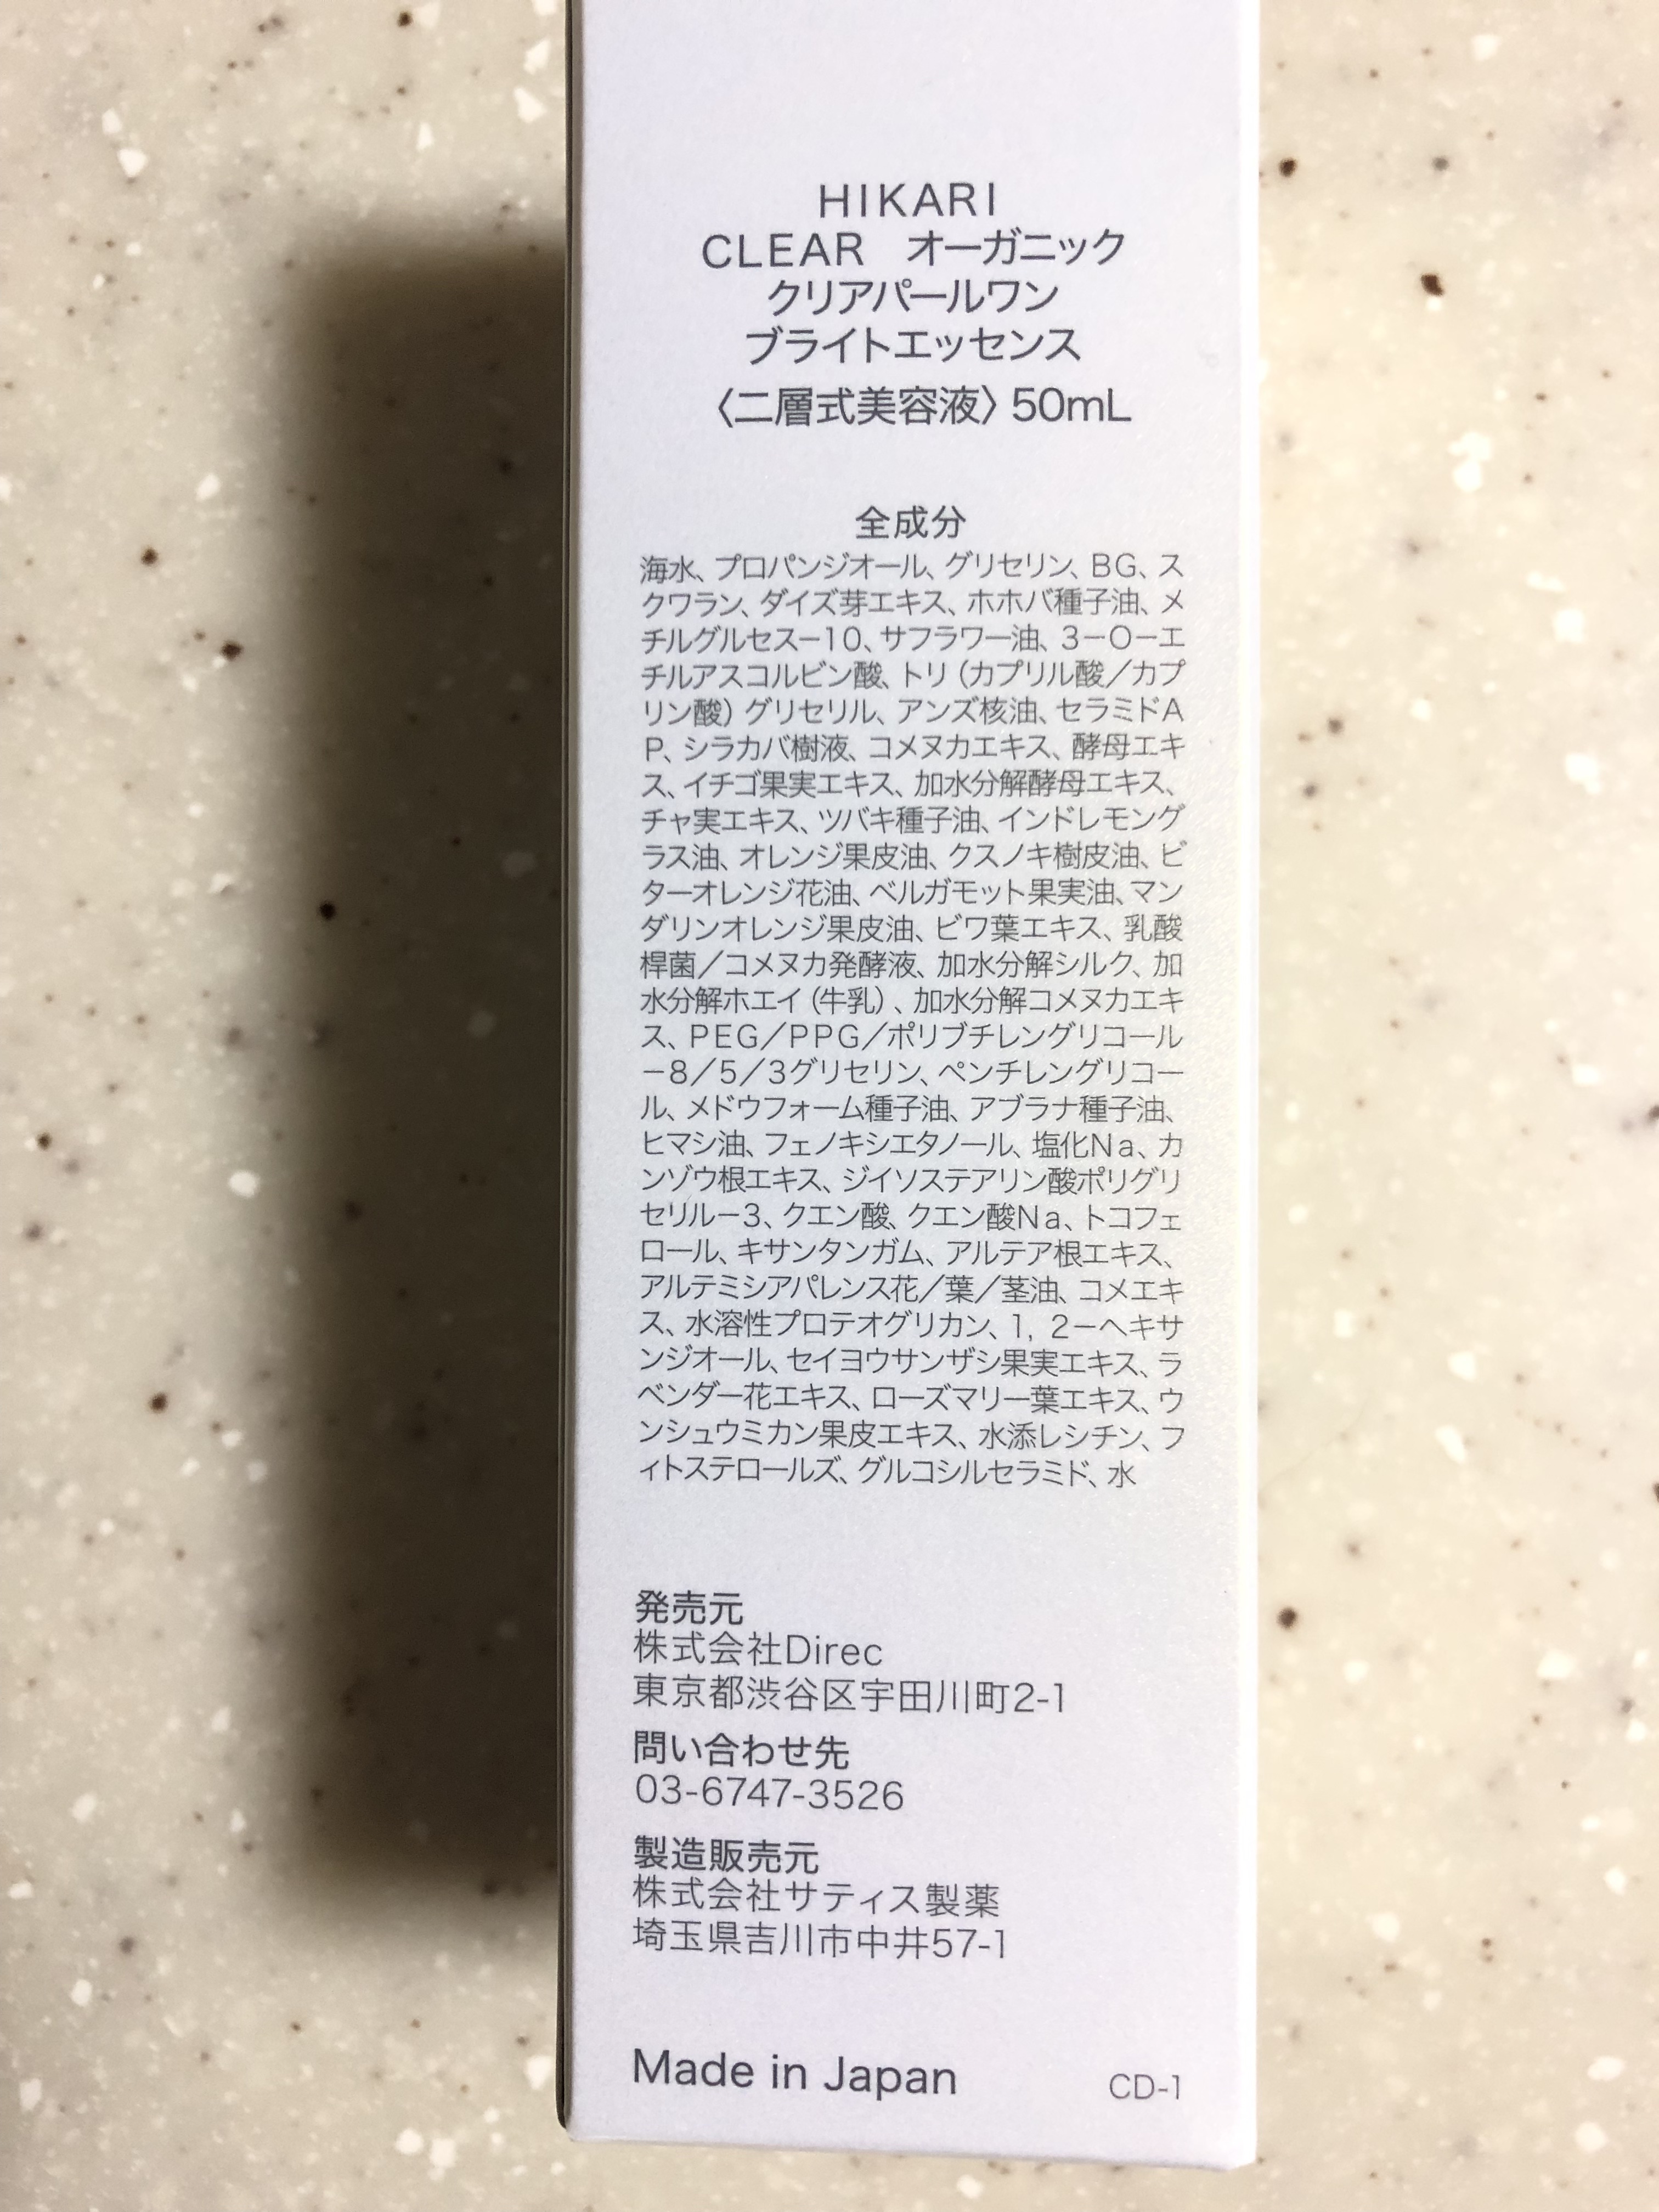 HIKARI
CLEAR オーガニック
クリアパールワン
ブライトエッセンス
〈二層式美容液〉50mL
全成分
海水、プロパンジオール、グリセリン、BG、ス
クワラン、ダイズ芽エキス、ホホバ種子油、メ
チルグルセス－10、サフラワー油、3－O－エ
チルアスコルビン酸、トリ（カプリル酸／カプ
リン酸）グリセリル、アンズ核油、セラミドA
P、シラカバ樹液、コメヌカエキス、酵母エキ
ス、イチゴ果実エキス、加水分解酵母エキス、
チャ実エキス、ツバキ種子油、インドレモング
ラス油、オレンジ果皮油、クスノキ樹皮油、ビ
ターオレンジ花油、ベルガモット果実油、マン
ダリンオレンジ果皮油、ビワ葉エキス、乳酸
桿菌／コメヌカ発酵液、加水分解シルク、加
水分解ホエイ（牛乳）、加水分解コメヌカエキ
ス、PEG／PPG／ポリブチレングリコール
－8／5／3グリセリン、ペンチレングリコー
ル、メドウフォーム種子油、アブラナ種子油、
ヒマシ油、フェノキシエタノール、塩化Na、カ
ンゾウ根エキス、ジイソステアリン酸ポリグリ
セリル－3、クエン酸、クエン酸Na、トコフェ
ロール、キサンタンガム、アルテア根エキス、
アルテミシアパレンス花／葉／茎油、コメエキ
ス、水溶性プロテオグリカン、1, 2－ヘキサ
ンジオール、セイヨウサンザシ果実エキス、ラ
ベンダー花エキス、ローズマリー葉エキス、ウ
ンシュウミカン果皮エキス、水添レシチン、フ
ィトステロールズ、グルコシルセラミド、水
発売元
株式会社Direc
東京都渋谷区宇田川町2-1
問い合わせ先
03-6747-3526
製造販売元
株式会社サティス製薬
埼玉県吉川市中井57-1
Made in Japan CD-1